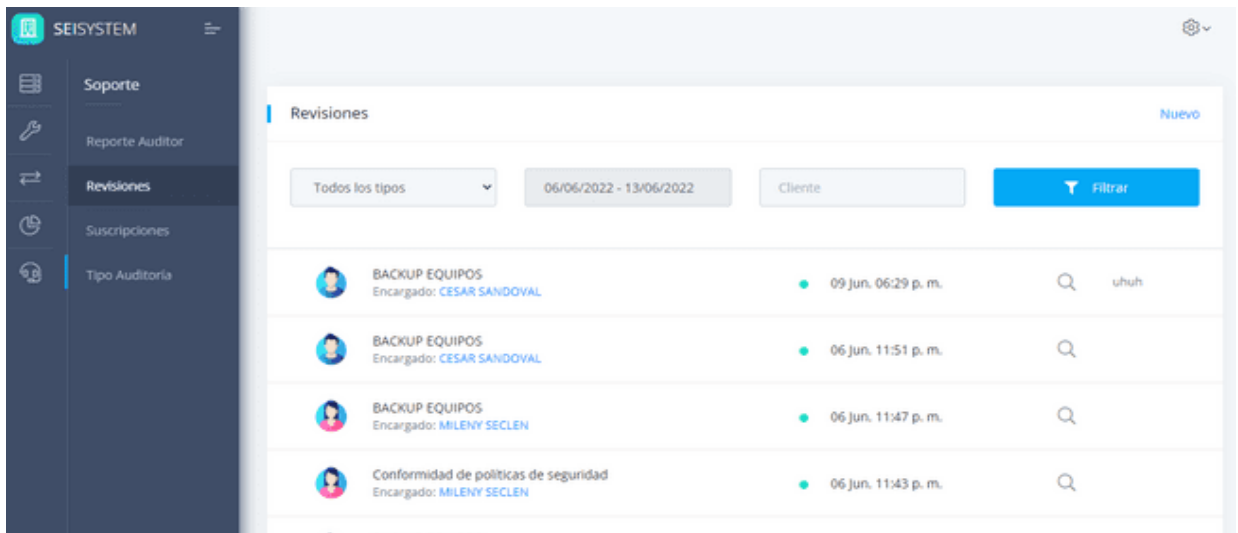 SEISYSTEM
Soporte
Reporte Auditor
Revisiones
Suscripciones
Tipo Auditoría
Revisiones
Nuevo
Todos los tipos
06/06/2022 - 13/06/2022
Cliente
Filtrar
BACKUP EQUIPOS
Encargado: CESAR SANDOVAL
09 Jun. 06:29 p. m.
uhuh
BACKUP EQUIPOS
Encargado: CESAR SANDOVAL
06 Jun. 11:51 p. m.
BACKUP EQUIPOS
Encargado: MILENY SECLEN
06 Jun. 11:47 p. m.
Conformidad de políticas de seguridad
Encargado: MILENY SECLEN
06 Jun. 11:43 p. m.